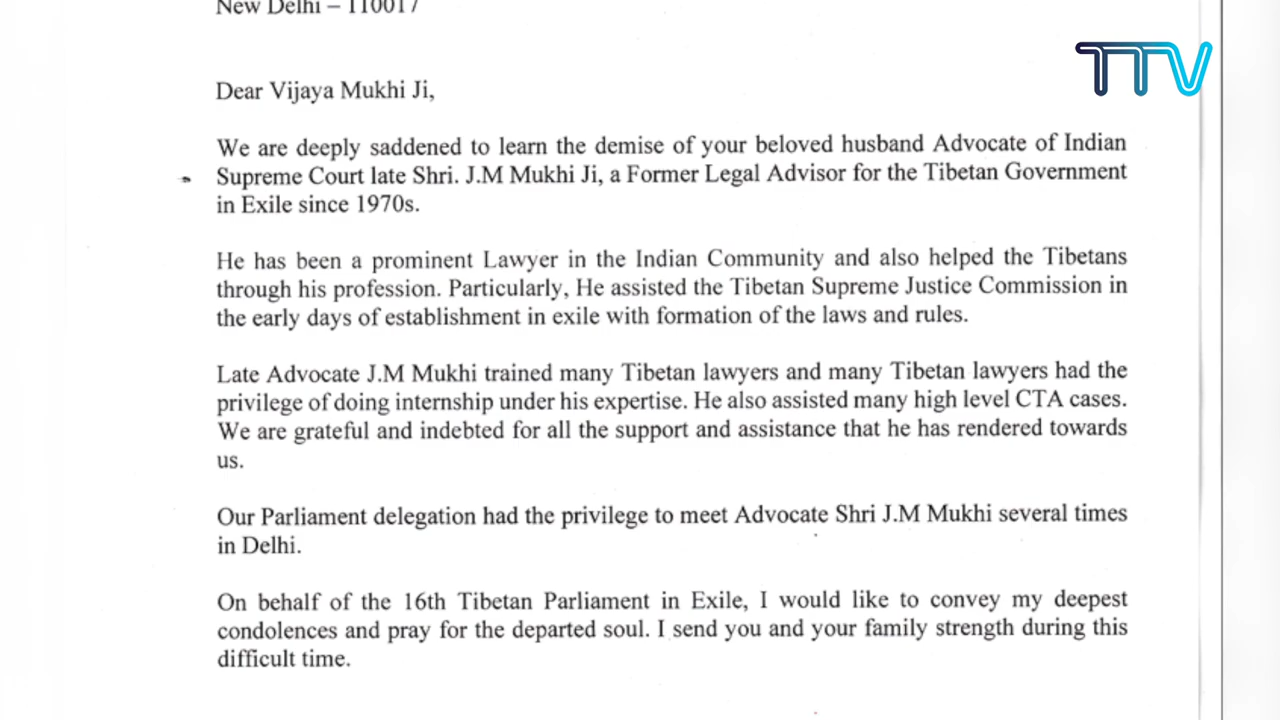 New Delhi – 110017
TTV
Dear Vijaya Mukhi Ji,
We are deeply saddened to learn the demise of your beloved husband Advocate of Indian
Supreme Court late Shri. J.M Mukhi Ji, a Former Legal Advisor for the Tibetan Government
in Exile since 1970s.
He has been a prominent Lawyer in the Indian Community and also helped the Tibetans
through his profession. Particularly, He assisted the Tibetan Supreme Justice Commission in
the early days of establishment in exile with formation of the laws and rules.
Late Advocate J.M Mukhi trained many Tibetan lawyers and many Tibetan lawyers had the
privilege of doing internship under his expertise. He also assisted many high level CTA cases.
We are grateful and indebted for all the support and assistance that he has rendered towards
us.
Our Parliament delegation had the privilege to meet Advocate Shri J.M Mukhi several times
in Delhi.
On behalf of the 16th Tibetan Parliament in Exile, I would like to convey my deepest
condolences and pray for the departed soul. I send you and your family strength during this
difficult time.